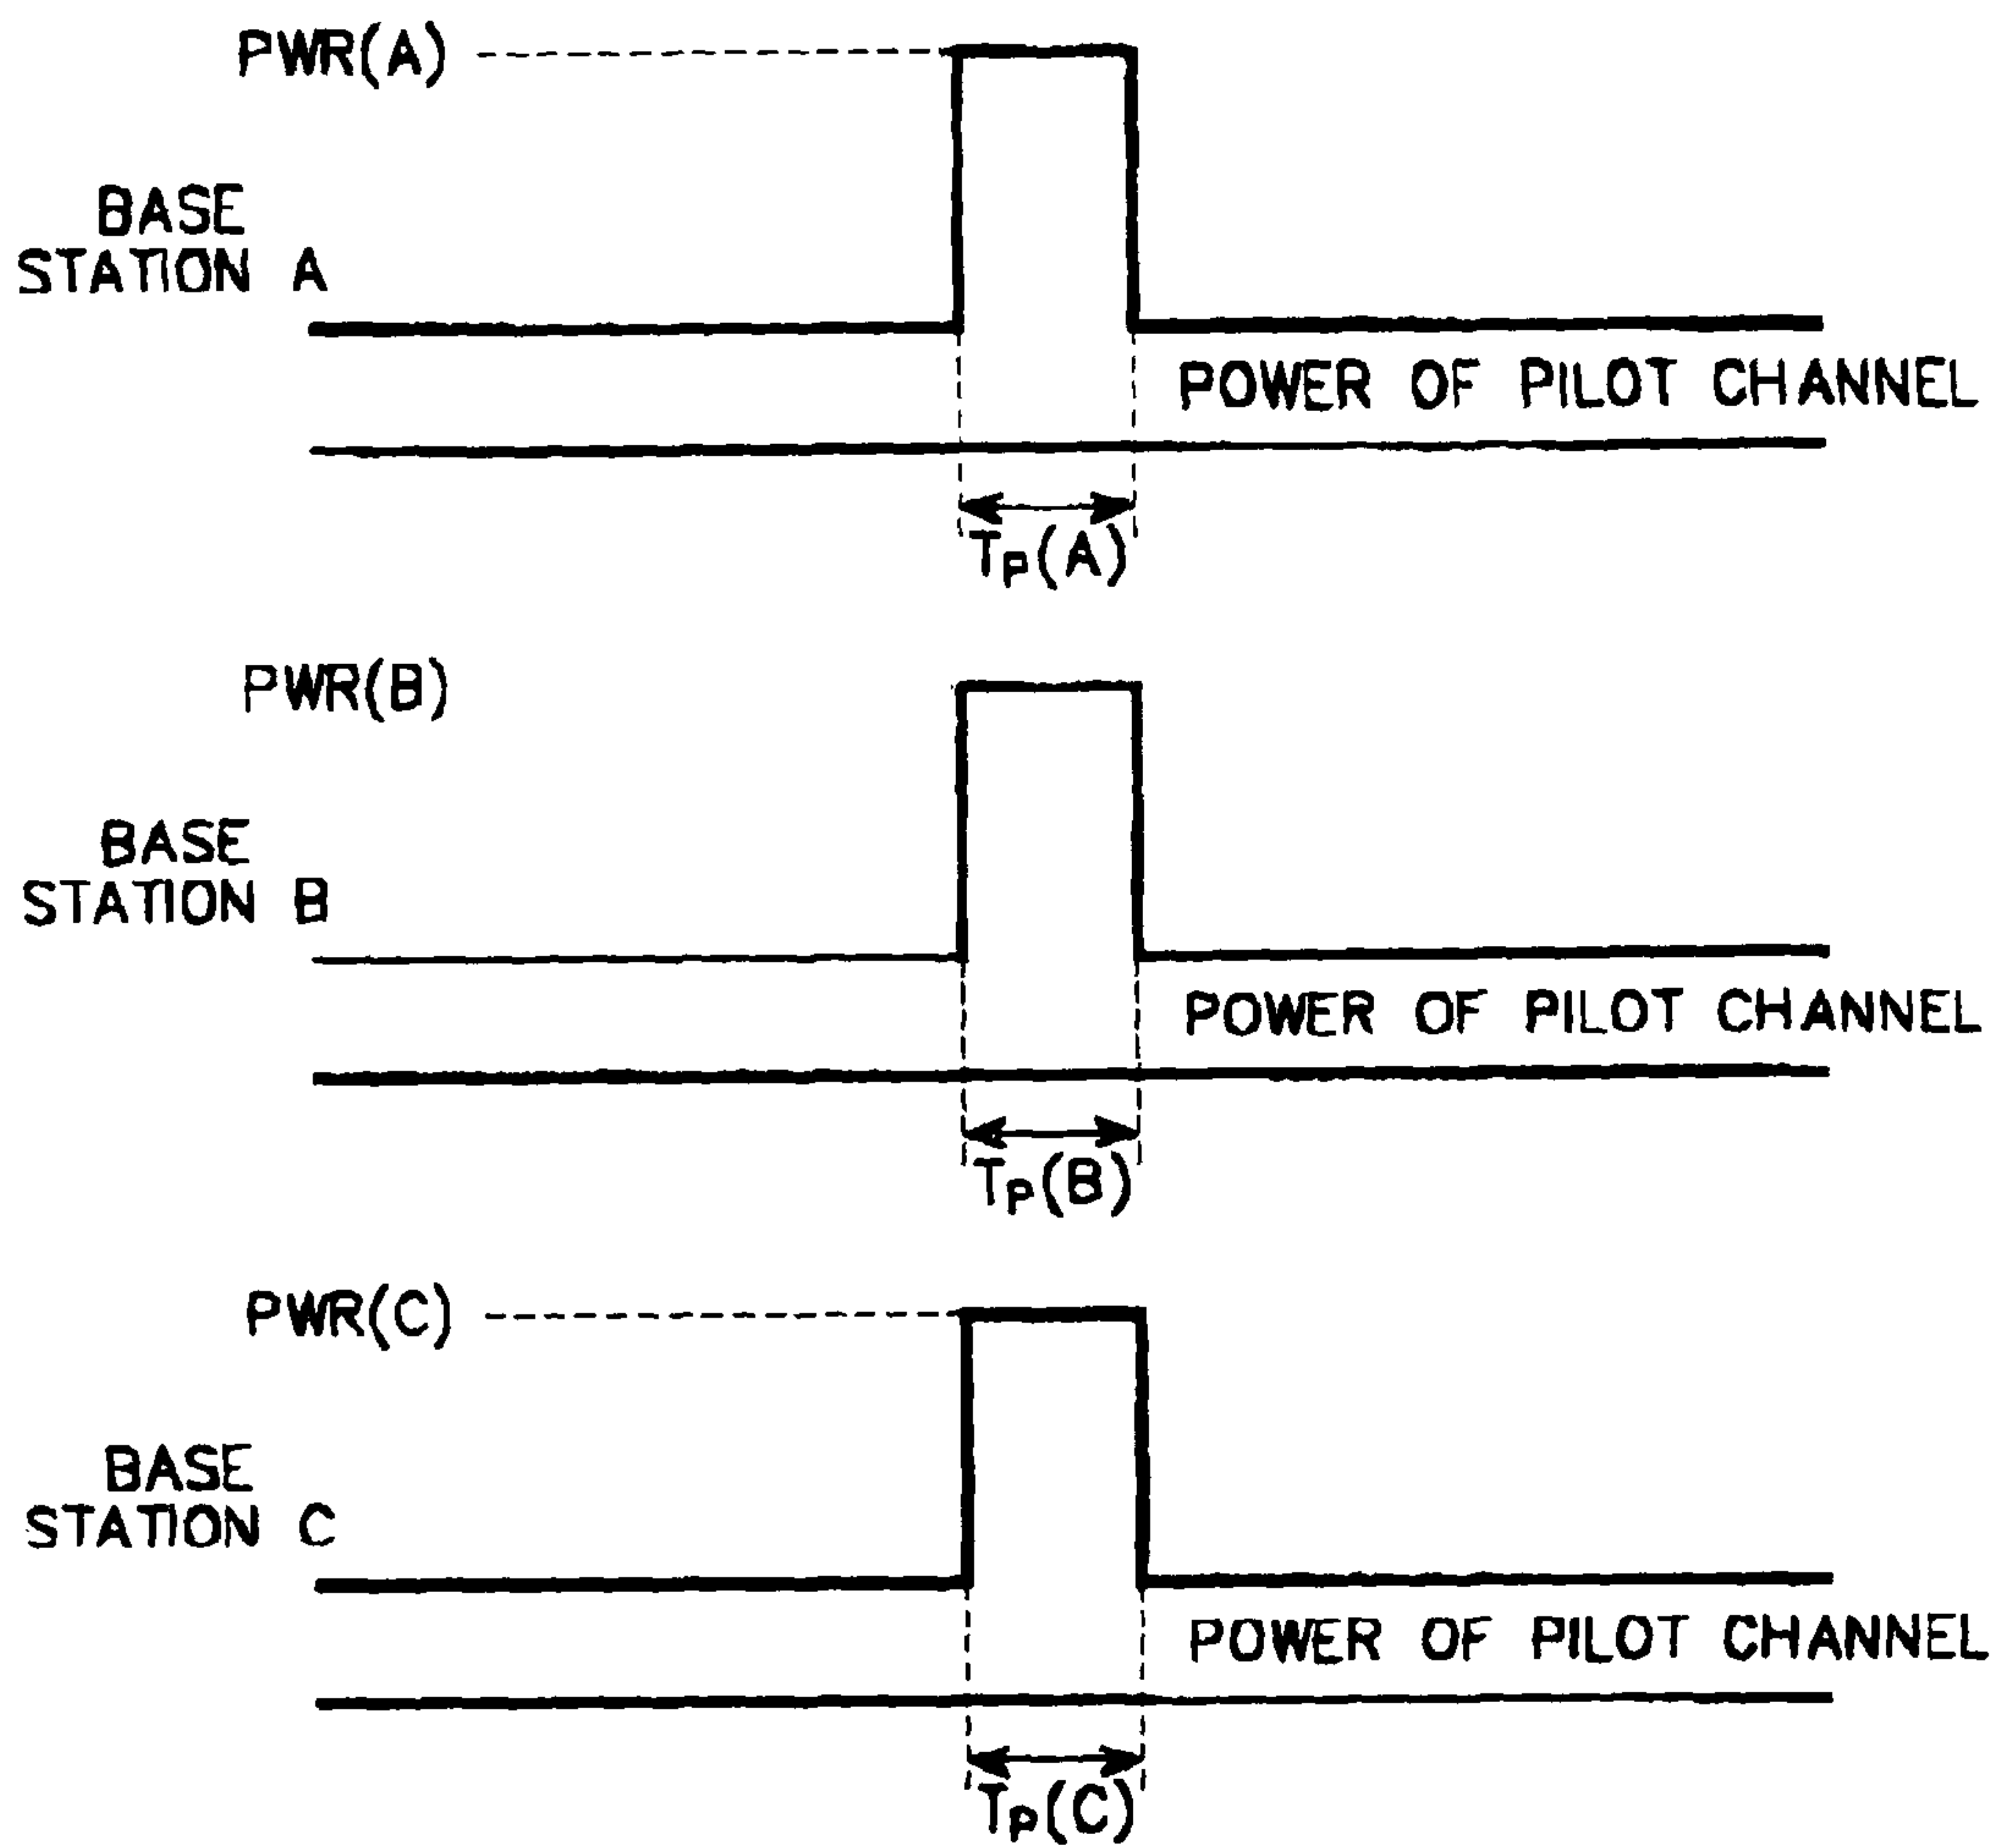 PWR(A)
BASE
STATION A
POWER OF PILOT CHANNEL
Tp(A)
PWR(B)
BASE
STATION B
POWER OF PILOT CHANNEL
Tp(B)
PWR(C)
BASE
STATION C
POWER OF PILOT CHANNEL
Tp(C)